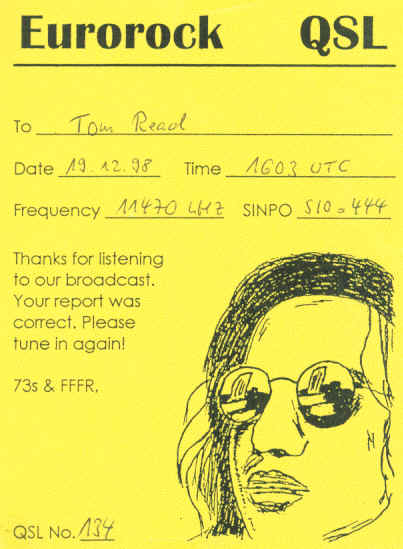 Eurorock QSL
To Tom Read
Date 19.12.98 Time 1603 UTC
Frequency 11470 kHz SINPO SIO=444
Thanks for listening
to our broadcast.
Your report was
correct. Please
tune in again!
73s & FFFR,
QSL No. 134